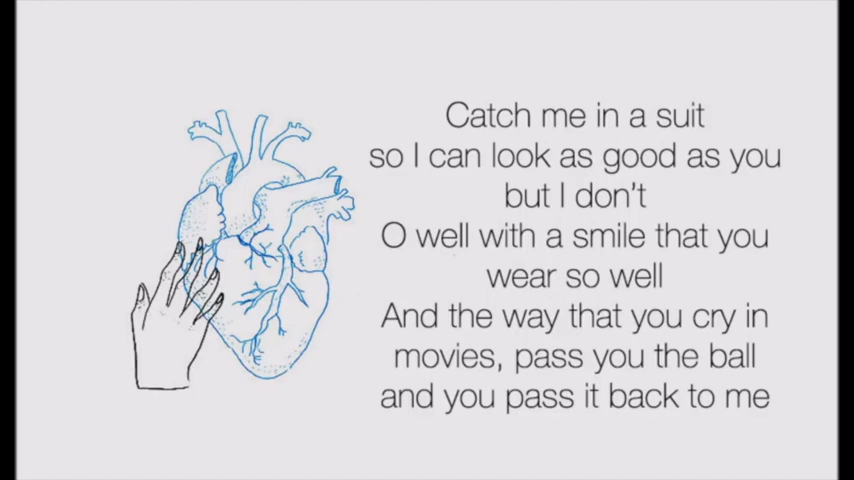 Catch me in a suit
so I can look as good as you
but I don't
O well with a smile that you
wear so well
And the way that you cry in
movies, pass you the ball
and you pass it back to me